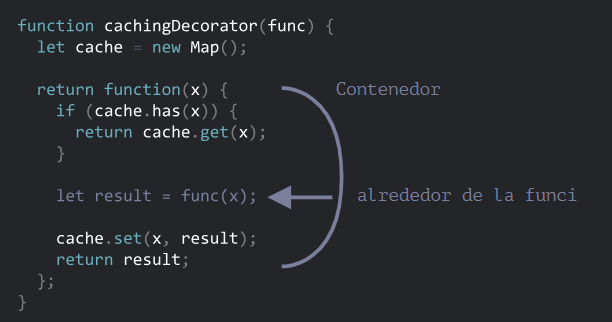 function cachingDecorator(func) {
let cache = new Map();
return function(x) {
Contenedor
if (cache.has(x)) {
return cache.get(x);
}
let result = func(x);
alrededor de la funci
cache.set(x, result);
return result;
};
}